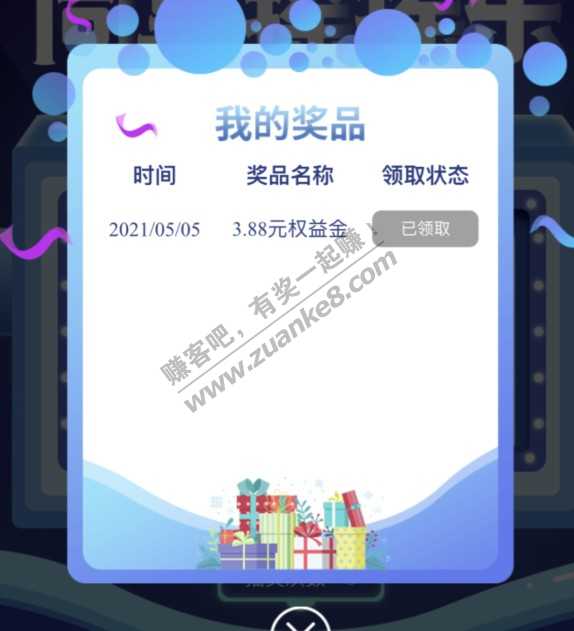 我的奖品
时间 奖品名称 领取状态
2021/05/05 3.88元权益金 已领取
赚客吧，有奖一起赚！
www.zuanke8.com